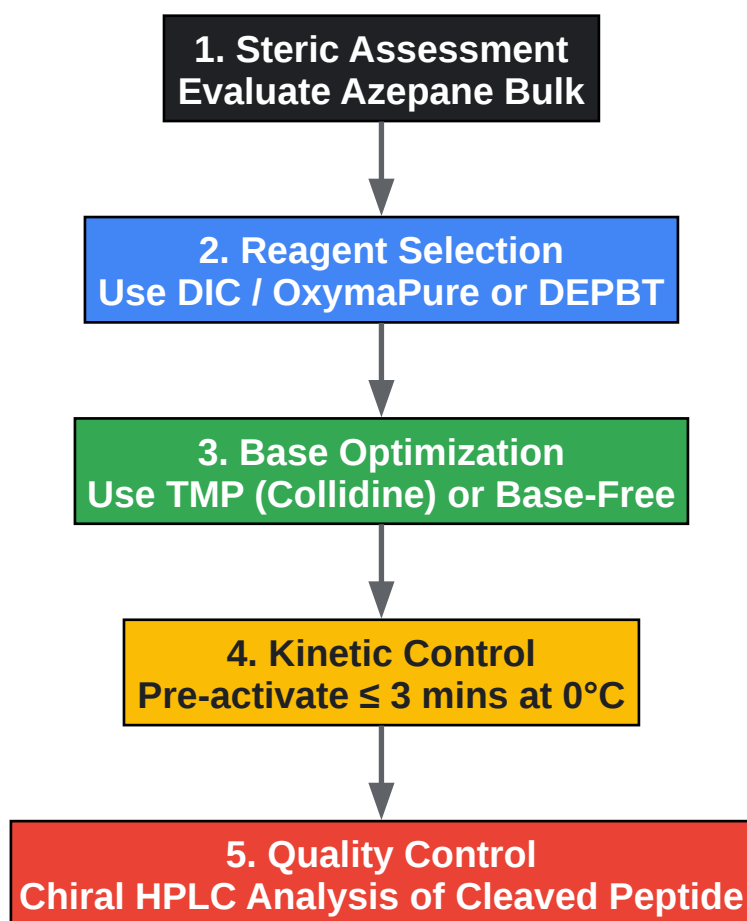 1. Steric Assessment
Evaluate Azepane Bulk
2. Reagent Selection
Use DIC / OxymaPure or DEPBT
3. Base Optimization
Use TMP (Collidine) or Base-Free
4. Kinetic Control
Pre-activate ≤ 3 mins at 0°C
5. Quality Control
Chiral HPLC Analysis of Cleaved Peptide